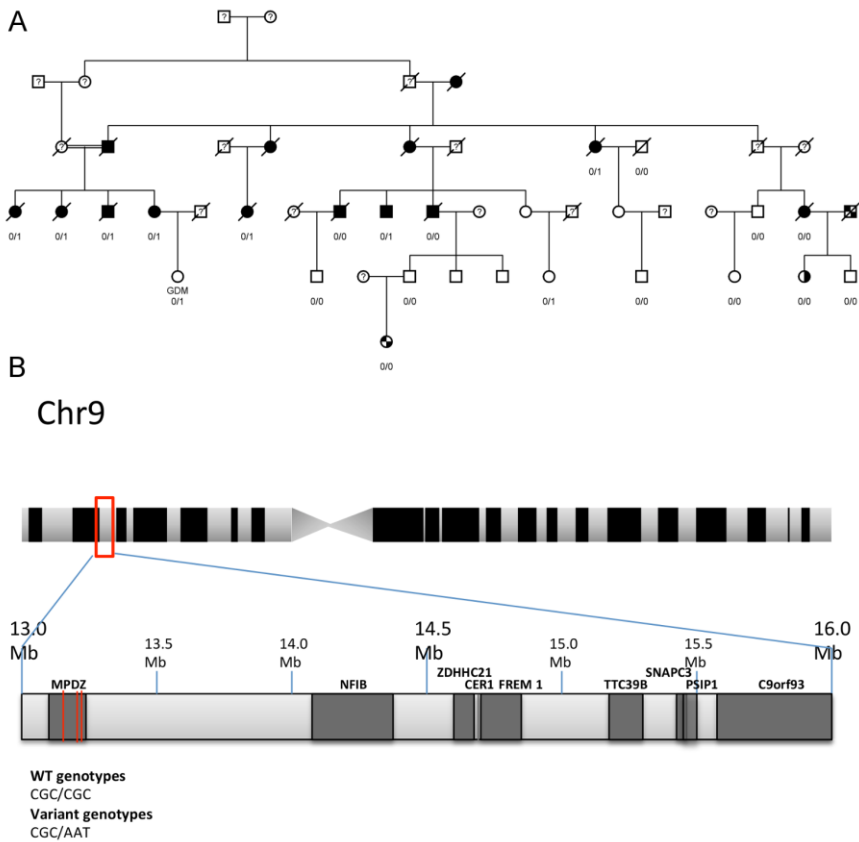 A
? ?
? ? ? 
? ? ? ? ? ?
0/1 0/0
? ? ? ? ? 
0/1 0/1 0/1 0/1 0/1 0/0 0/1 0/0 0/0 0/0
?
GDM
0/1 0/0 0/0 0/1 0/0 0/0 0/0 0/0
0/0
B
Chr9
13.0 Mb
13.5 Mb
14.0 Mb
14.5 Mb
15.0 Mb
15.5 Mb
16.0 Mb
MPDZ NFIB ZDHHC21 CER1 FREM 1 TTC39B SNAPC3 PSIP1 C9orf93
WT genotypes
CGC/CGC
Variant genotypes
CGC/AAT